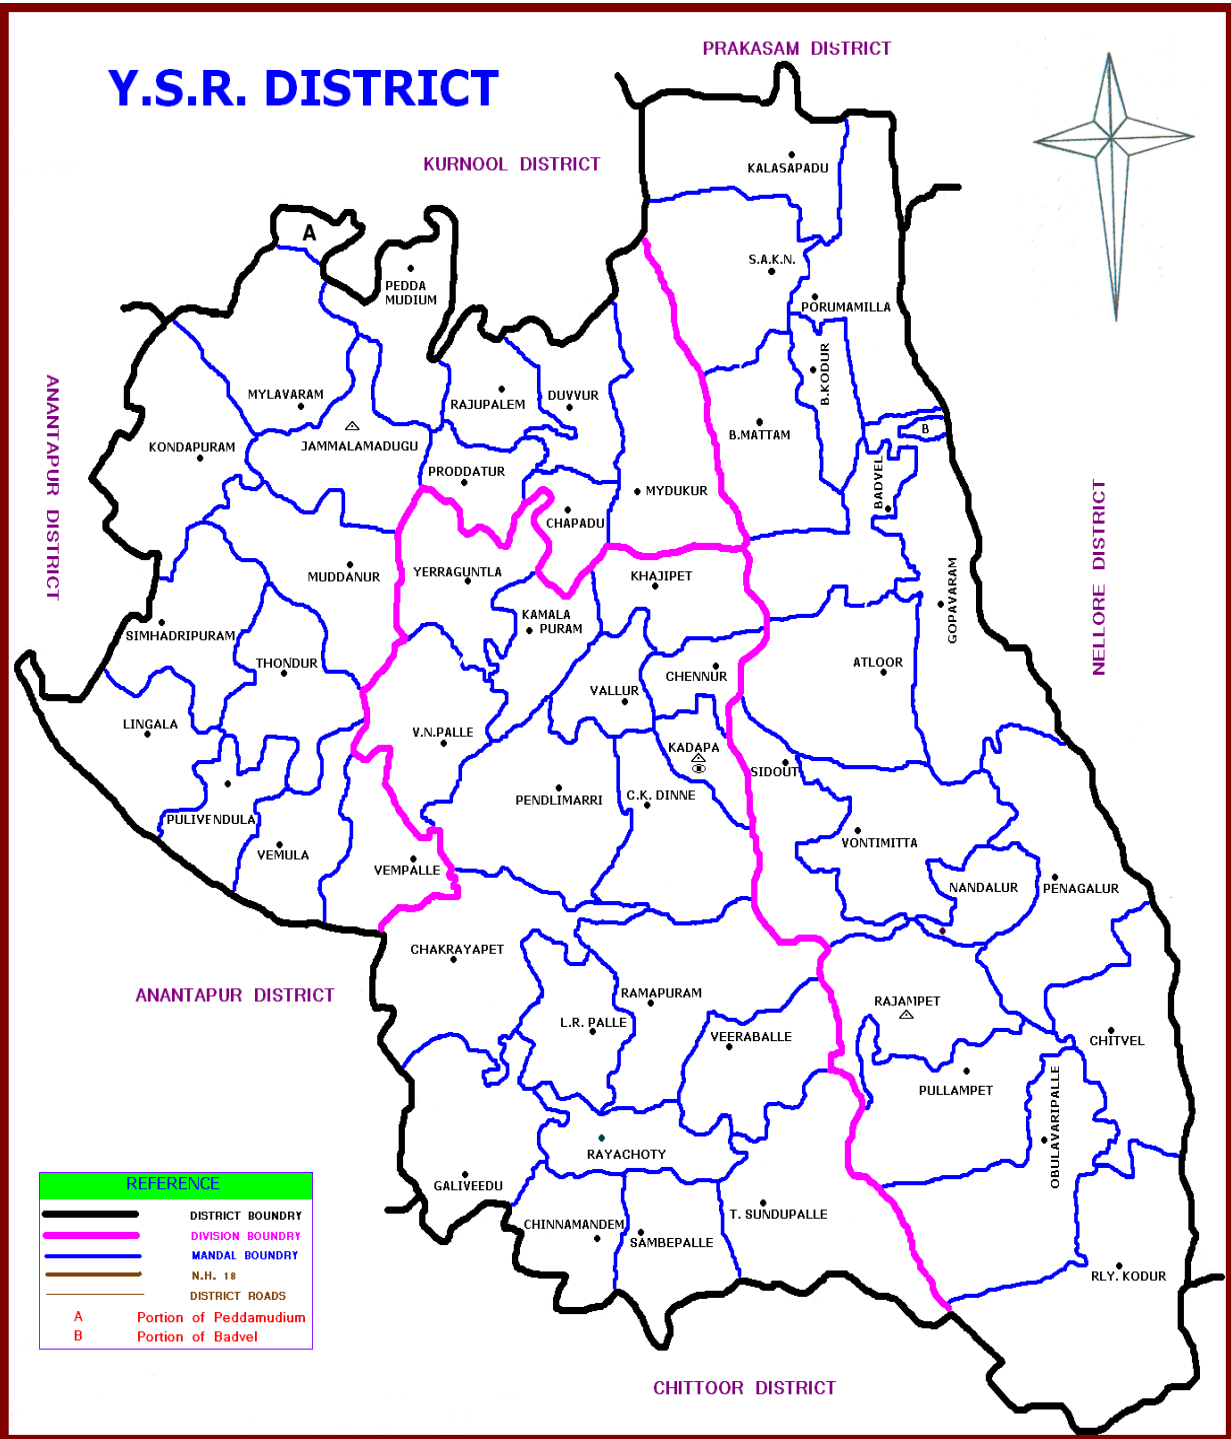 PRAKASAM DISTRICT
Y.S.R. DISTRICT
KURNOOL DISTRICT
KALASAPADU
A
S.A.K.N.
PEDDA
MUDIUM
PORUMAMILLA
B.KODUR
ANANTAPUR DISTRICT
MYLAVARAM
RAJUPALEM
DUVVUR
JAMMALAMADUGU
KONDAPURAM
B.MATTAM
B
PRODDATUR
BADVEL
MYDUKUR
CHAPADU
NELLORE DISTRICT
MUDDANUR
YERRAGUNTLA
KHAJIPET
GOPAVARAM
KAMALA
PURAM
SIMHADRIPURAM
THONDUR
ATLOOR
CHENNUR
VALLUR
LINGALA
V.N.PALLE
KADAPA
SIDOUT
PENDLIMARRI
C.K. DINNE
PULIVENDULA
VONTIMITTA
VEMULA
VEMPALLE
NANDALUR
PENAGALUR
CHAKRAYAPET
ANANTAPUR DISTRICT
RAMAPURAM
RAJAMPET
L.R. PALLE
VEERABALLE
CHITVEL
PULLAMPET
OBULAVARIPALLE
RAYACHOTY
GALIVEEDU
CHINNAMANDEM
SAMBEPALLE
T. SUNDUPALLE
RLY. KODUR
REFERENCE
DISTRICT BOUNDRY
DIVISION BOUNDRY
MANDAL BOUNDRY
N.H. 18
DISTRICT ROADS
A Portion of Peddamudium
B Portion of Badvel
CHITTOOR DISTRICT